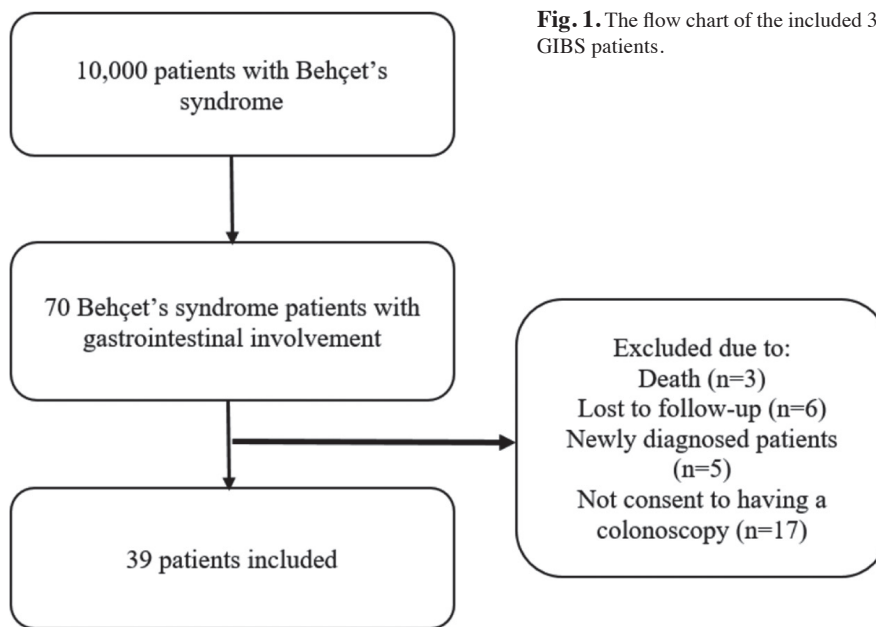 Fig. 1. The flow chart of the included 3
GIBS patients.
10,000 patients with Behçet's
syndrome
70 Behçet's syndrome patients with
gastrointestinal involvement
Excluded due to:
Death (n=3)
Lost to follow-up (n=6)
Newly diagnosed patients
(n=5)
Not consent to having a
colonoscopy (n=17)
39 patients included